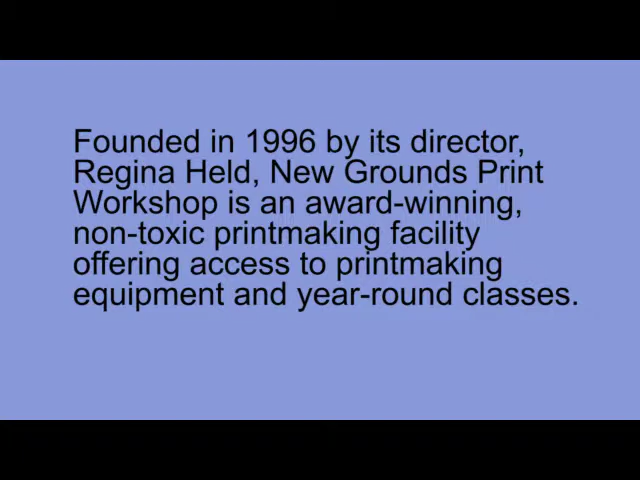 Founded in 1996 by its director,
Regina Held, New Grounds Print
Workshop is an award-winning,
non-toxic printmaking facility
offering access to printmaking
equipment and year-round classes.